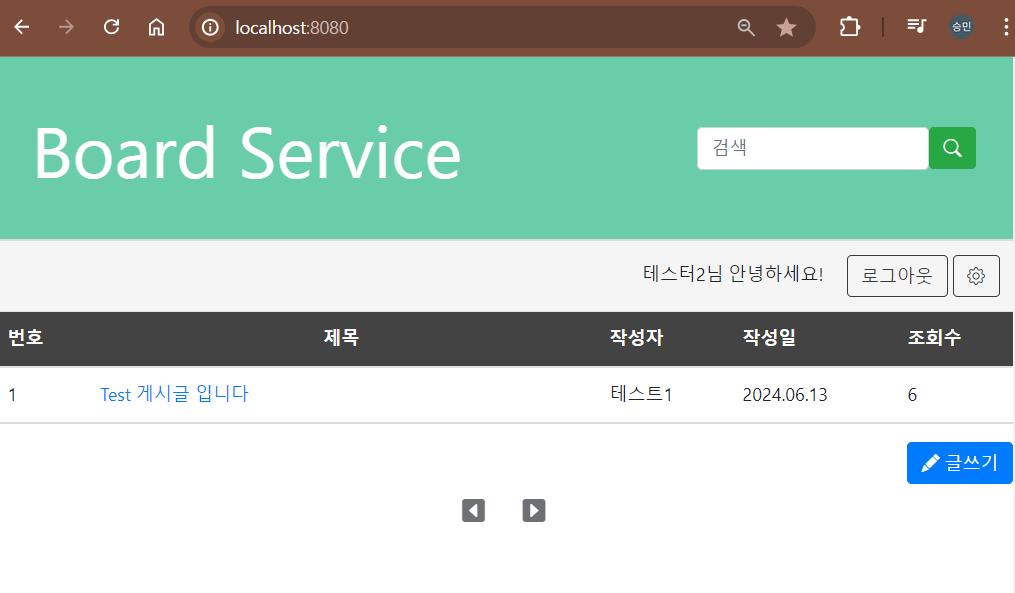 localhost:8080
승민
Board Service
검색
테스터2님 안녕하세요!
로그아웃
번호 제목 작성자 작성일 조회수
1 Test 게시글 입니다 테스트1 2024.06.13 6
글쓰기